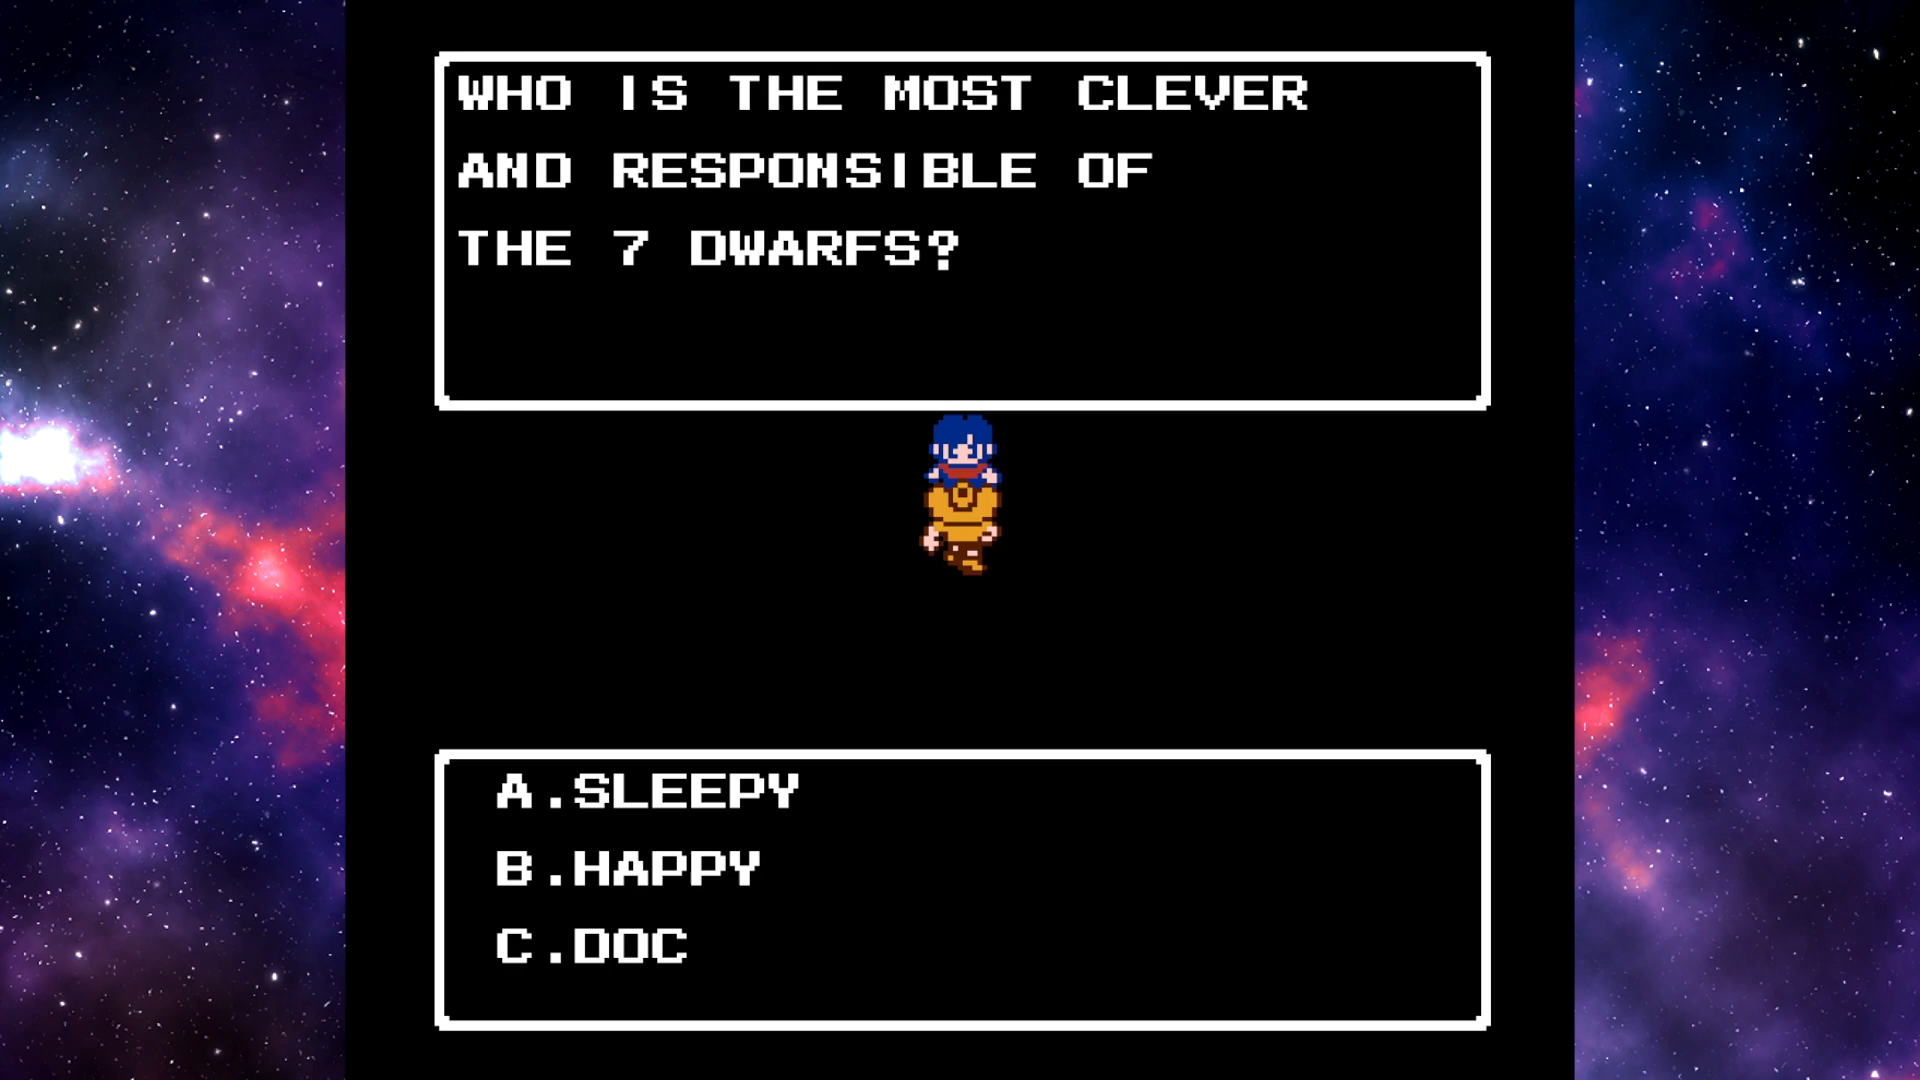 WHO IS THE MOST CLEVER
AND RESPONSIBLE OF
THE 7 DWARFS?
A.SLEEPY
B.HAPPY
C.DOC